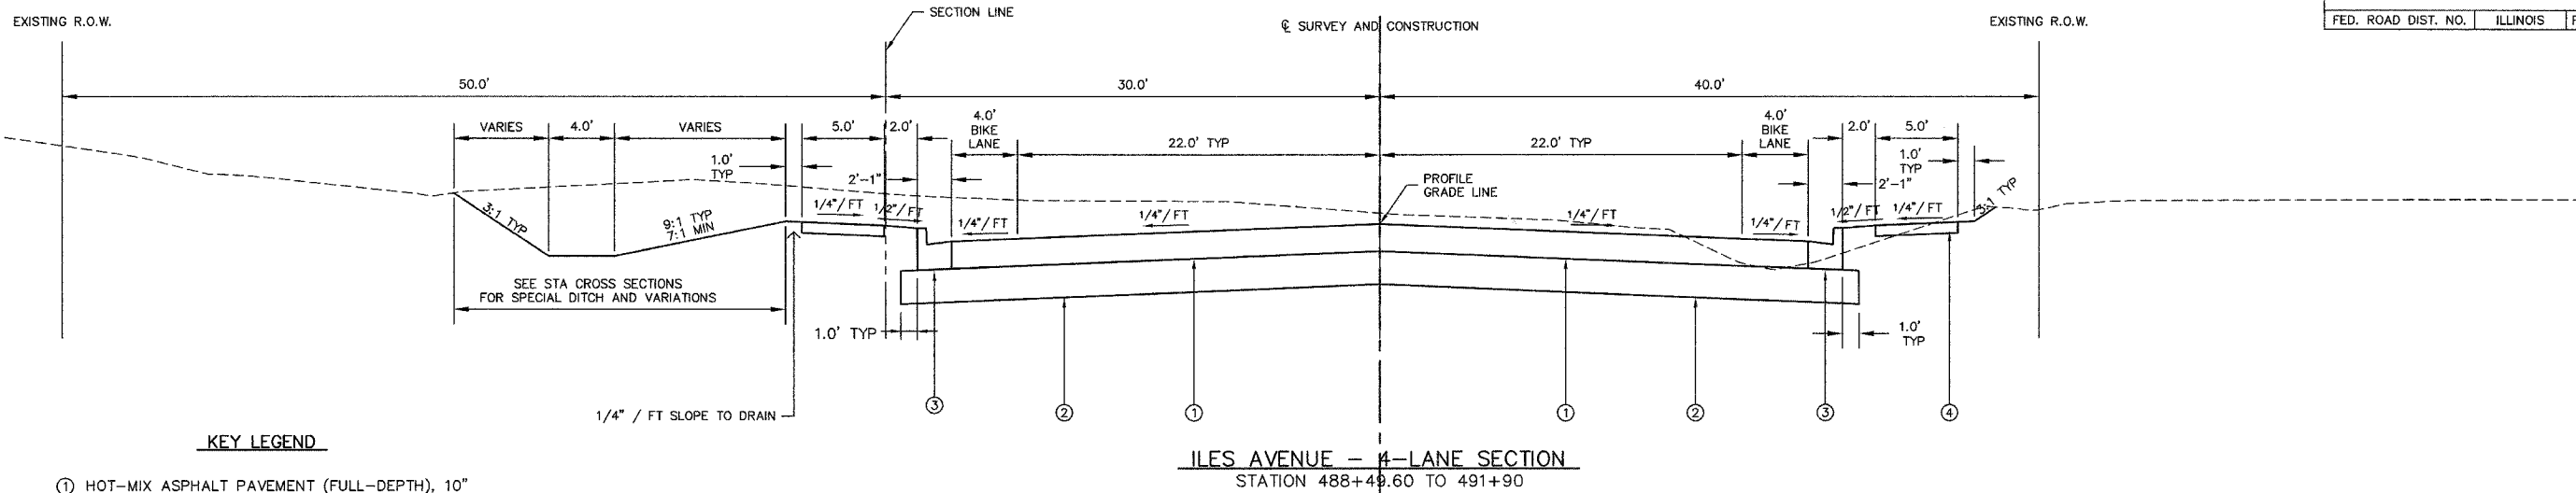 EXISTING R.O.W.
SECTION LINE
℄ SURVEY AND CONSTRUCTION
EXISTING R.O.W.
FED. ROAD DIST. NO. ILLINOIS
50.0'
30.0'
40.0'
VARIES
4.0'
VARIES
5.0'
2.0'
4.0'
BIKE
LANE
22.0' TYP
22.0' TYP
4.0'
BIKE
LANE
2.0'
5.0'
1.0'
TYP
2'-1"
PROFILE
GRADE LINE
2'-1"
1.0'
TYP
3:1 TYP
9:1 TYP
7:1 MIN
1/4"/FT
1/2"/FT
1/4"/FT
1/4"/FT
1/4"/FT
1/4"/FT
1/2"/FT
1/4"/FT
3:1 TYP
SEE STA CROSS SECTIONS
FOR SPECIAL DITCH AND VARIATIONS
1.0' TYP
1.0'
TYP
1/4" / FT SLOPE TO DRAIN
③
②
①
①
②
③
④
KEY LEGEND
ILES AVENUE - 4-LANE SECTION
STATION 488+49.60 TO 491+90
① HOT-MIX ASPHALT PAVEMENT (FULL-DEPTH), 10"